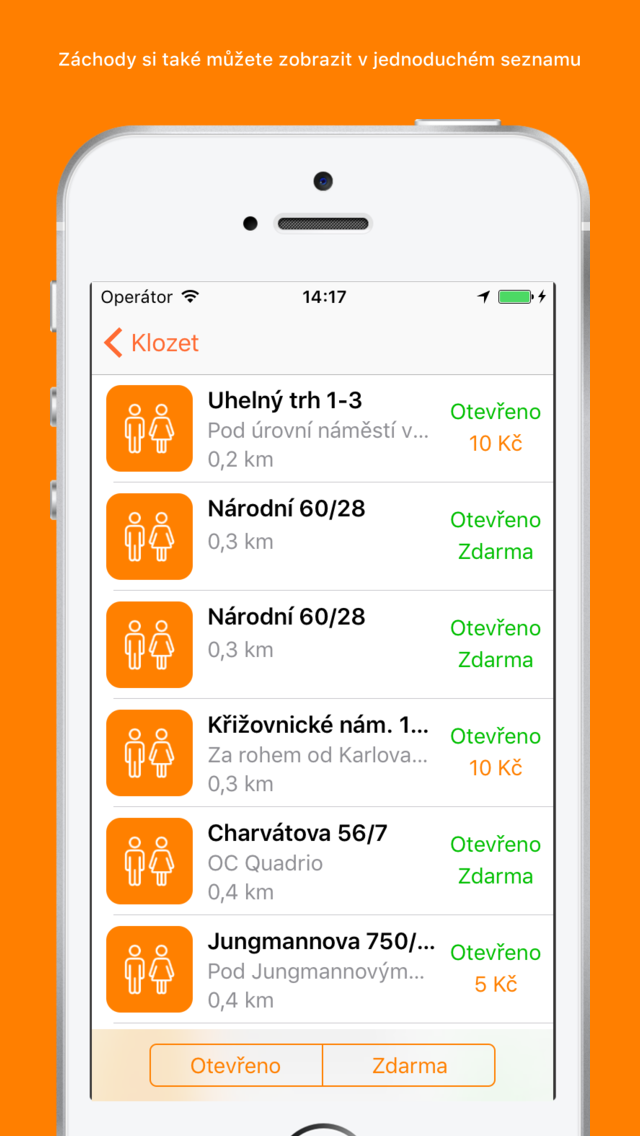 Záchody si také můžete zobrazit v jednoduchém seznamu
Operátor 14:17
Klozet
Uhelný trh 1-3
Pod úrovní náměstí v...
0,2 km
Otevřeno
10 Kč
Národní 60/28
0,3 km
Otevřeno
Zdarma
Národní 60/28
0,3 km
Otevřeno
Zdarma
Křižovnické nám. 1...
Za rohem od Karlova...
0,3 km
Otevřeno
10 Kč
Charvátova 56/7
OC Quadrio
0,4 km
Otevřeno
Zdarma
Jungmannova 750/...
Pod Jungmannovým...
0,4 km
Otevřeno
5 Kč
Otevřeno Zdarma